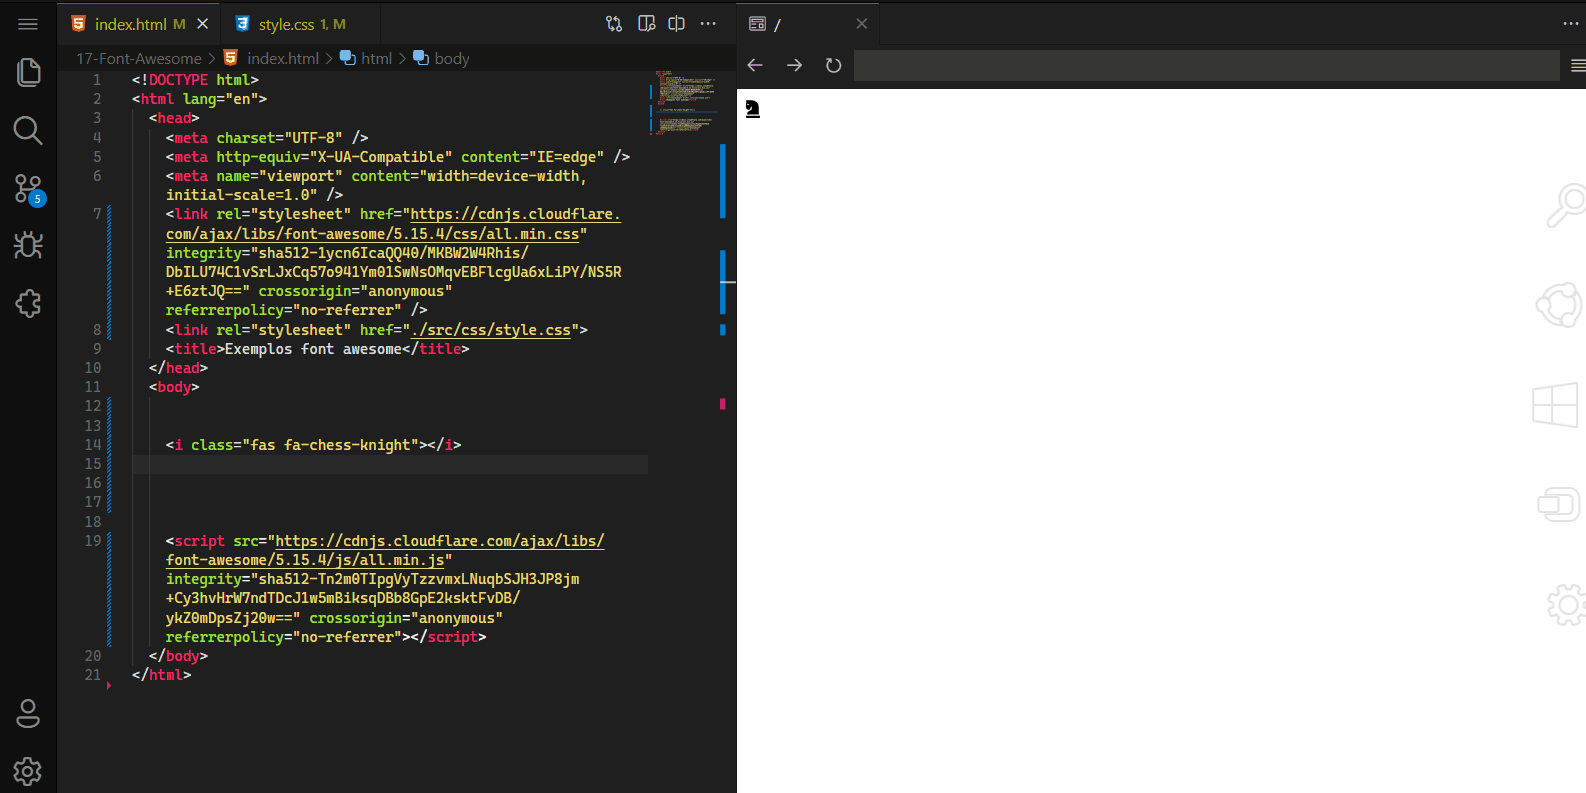 index.html M
style.css 1, M
/
17-Font-Awesome > index.html > html > body
1 <!DOCTYPE html>
2 <html lang="en">
3 <head>
4 <meta charset="UTF-8" />
5 <meta http-equiv="X-UA-Compatible" content="IE=edge" />
6 <meta name="viewport" content="width=device-width,
initial-scale=1.0" />
7 <link rel="stylesheet" href="https://cdnjs.cloudflare.
com/ajax/libs/font-awesome/5.15.4/css/all.min.css"
integrity="sha512-1ycn6IcaQQ40/MKBW2W4Rhis/
DbILU74C1vSrLJxCq57o941Ym01SwNsOMqvEBFlcgUa6xLiPY/NS5R
+E6ztJQ==" crossorigin="anonymous"
referrerpolicy="no-referrer" />
8 <link rel="stylesheet" href="./src/css/style.css">
9 <title>Exemplos font awesome</title>
10 </head>
11 <body>
12
13
14 <i class="fas fa-chess-knight"></i>
15
16
17
18
19 <script src="https://cdnjs.cloudflare.com/ajax/libs/
font-awesome/5.15.4/js/all.min.js"
integrity="sha512-Tn2m0TIpgVyTzzvmxLNuqbSJH3JP8jm
+Cy3hvHrW7ndTDcJ1w5mBiksqDBb8GpE2ksktFvDB/
ykZ0mDpsZj20w==" crossorigin="anonymous"
referrerpolicy="no-referrer"></script>
20 </body>
21 </html>
5